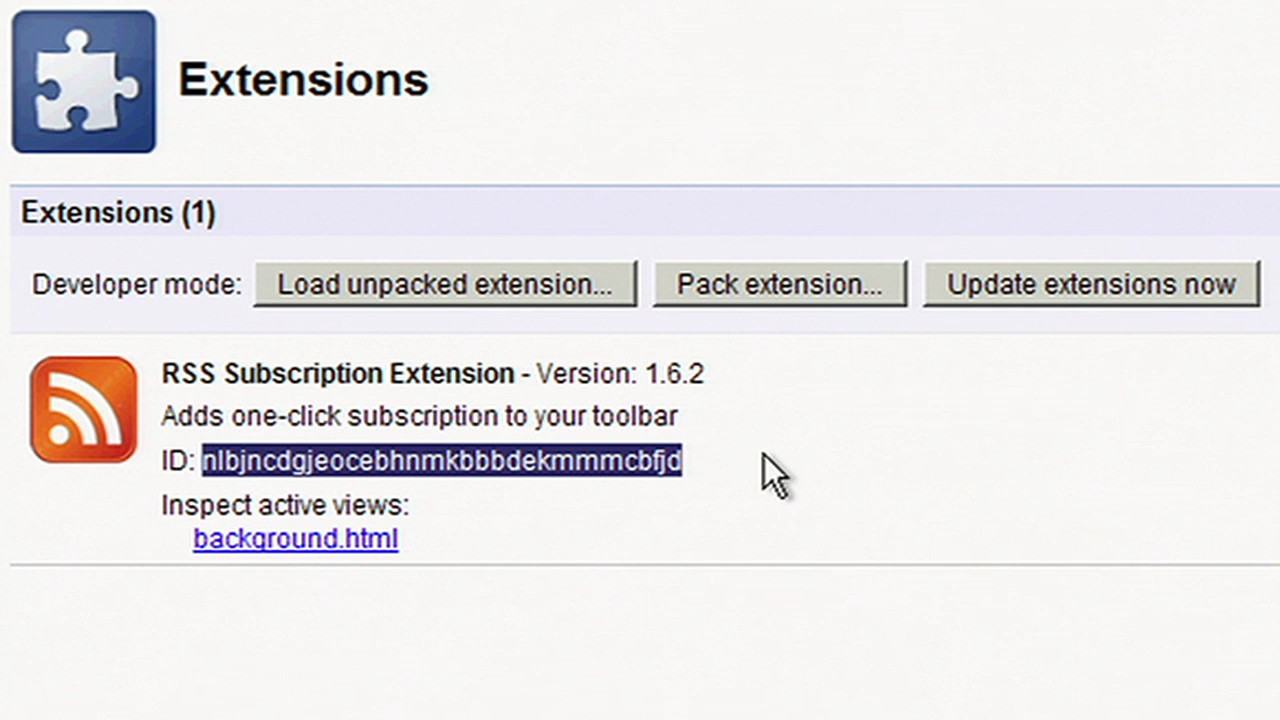 Extensions
Extensions (1)
Developer mode: Load unpacked extension... Pack extension... Update extensions now
RSS Subscription Extension - Version: 1.6.2
Adds one-click subscription to your toolbar
ID: nlbjncdgjeocebhnmkbbbdekmmmcbfjd
Inspect active views:
background.html